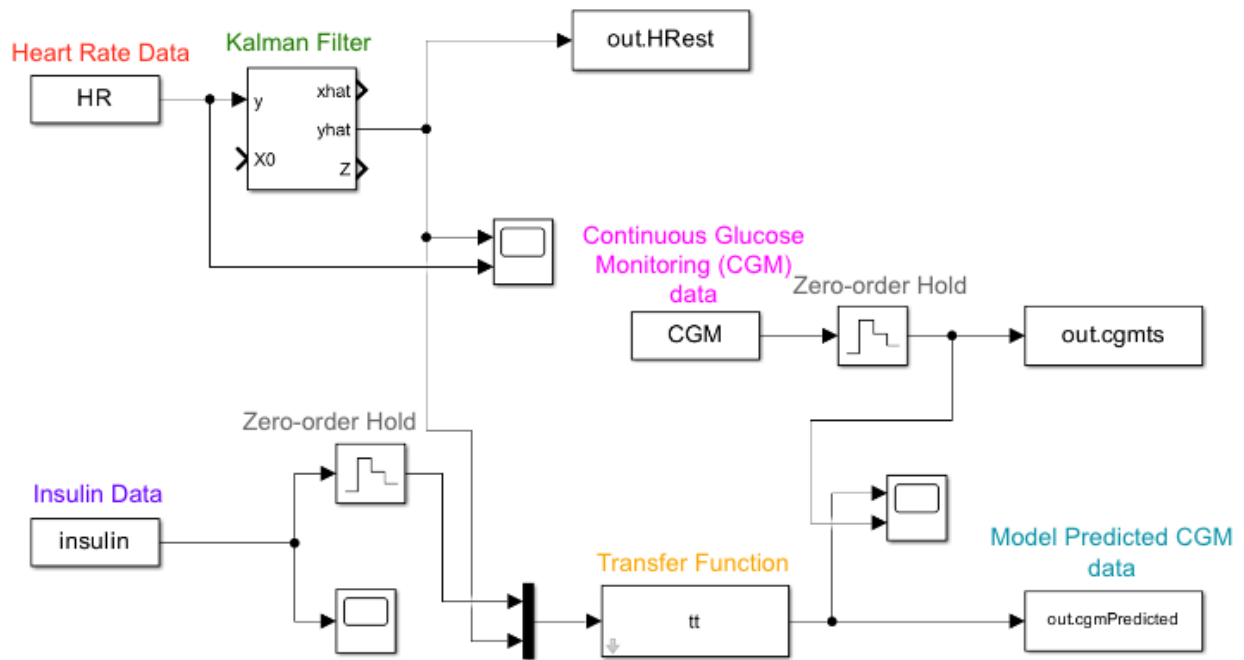 out.HRest
Kalman Filter
Heart Rate Data
HR
y
xhat
yhat
X0
Z
Continuous Glucose
Monitoring (CGM)
data
Zero-order Hold
CGM
out.cgmts
Zero-order Hold
Insulin Data
insulin
Transfer Function
tt
Model Predicted CGM
data
out.cgmPredicted